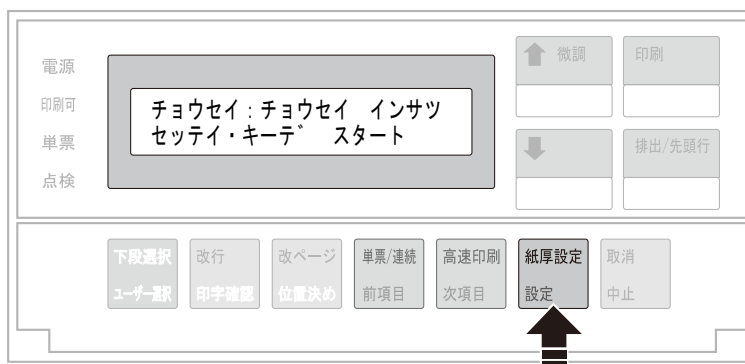 電源
印刷可
単票
点検
チョウセイ:チョウセイ インサツ
セッテイ・キーデ゛ スタート
微調
印刷
排出/先頭行
下段選択
ユーザー選択
改行
印字確認
改ページ
位置決め
単票/連続
前項目
高速印刷
次項目
紙厚設定
設定
取消
中止